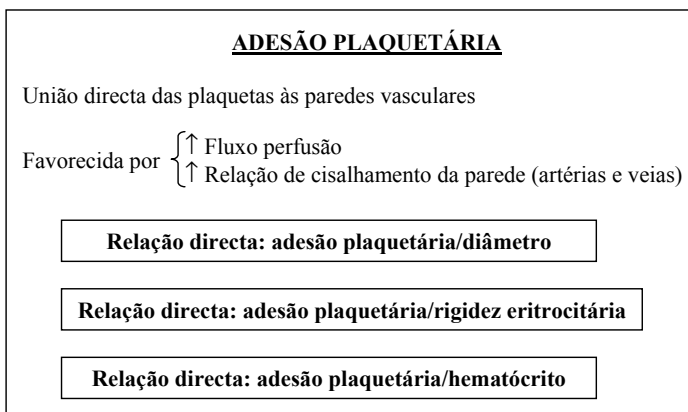 ADESÃO PLAQUETÁRIA
União directa das plaquetas às paredes vasculares
Favorecida por
↑ Fluxo perfusão
↑ Relação de cisalhamento da parede (artérias e veias)
Relação directa: adesão plaquetária/diâmetro
Relação directa: adesão plaquetária/rigidez eritrocitária
Relação directa: adesão plaquetária/hematócrito